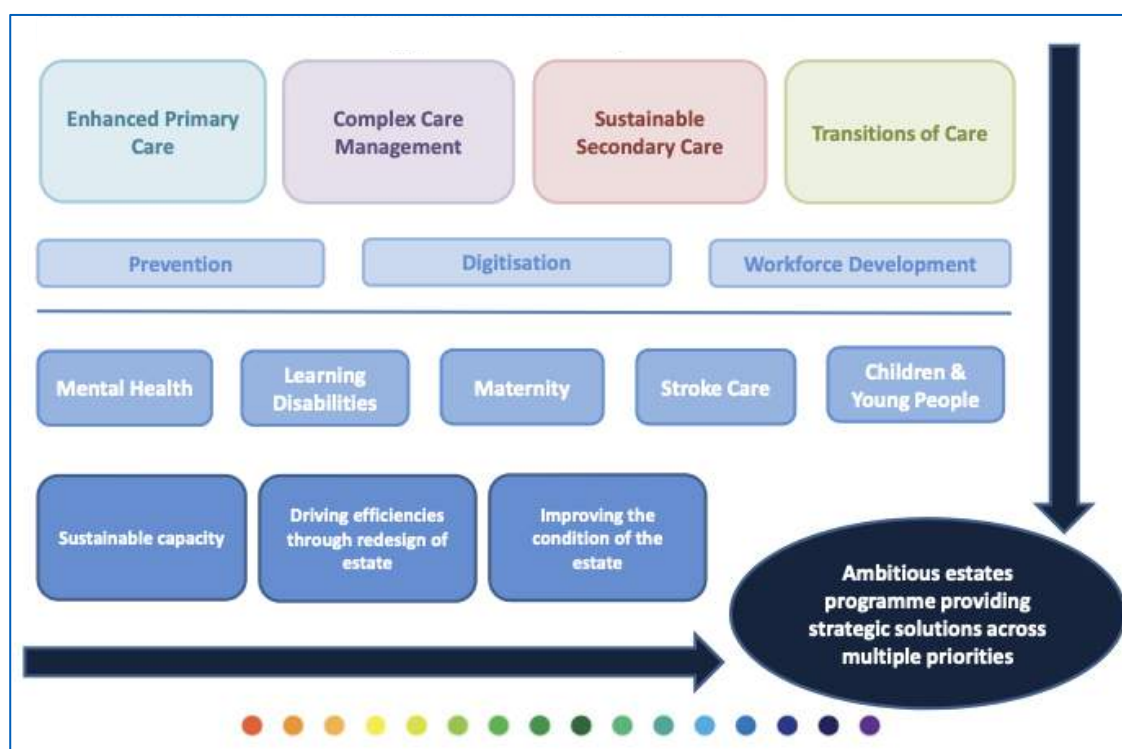 Enhanced Primary
Care
Complex Care
Management
Sustainable
Secondary Care
Transitions of Care
Prevention
Digitisation
Workforce Development
Mental Health
Learning
Disabilities
Maternity
Stroke Care
Children &
Young People
Sustainable capacity
Driving efficiencies
through redesign of
estate
Improving the
condition of the
estate
Ambitious estates
programme providing
strategic solutions across
multiple priorities